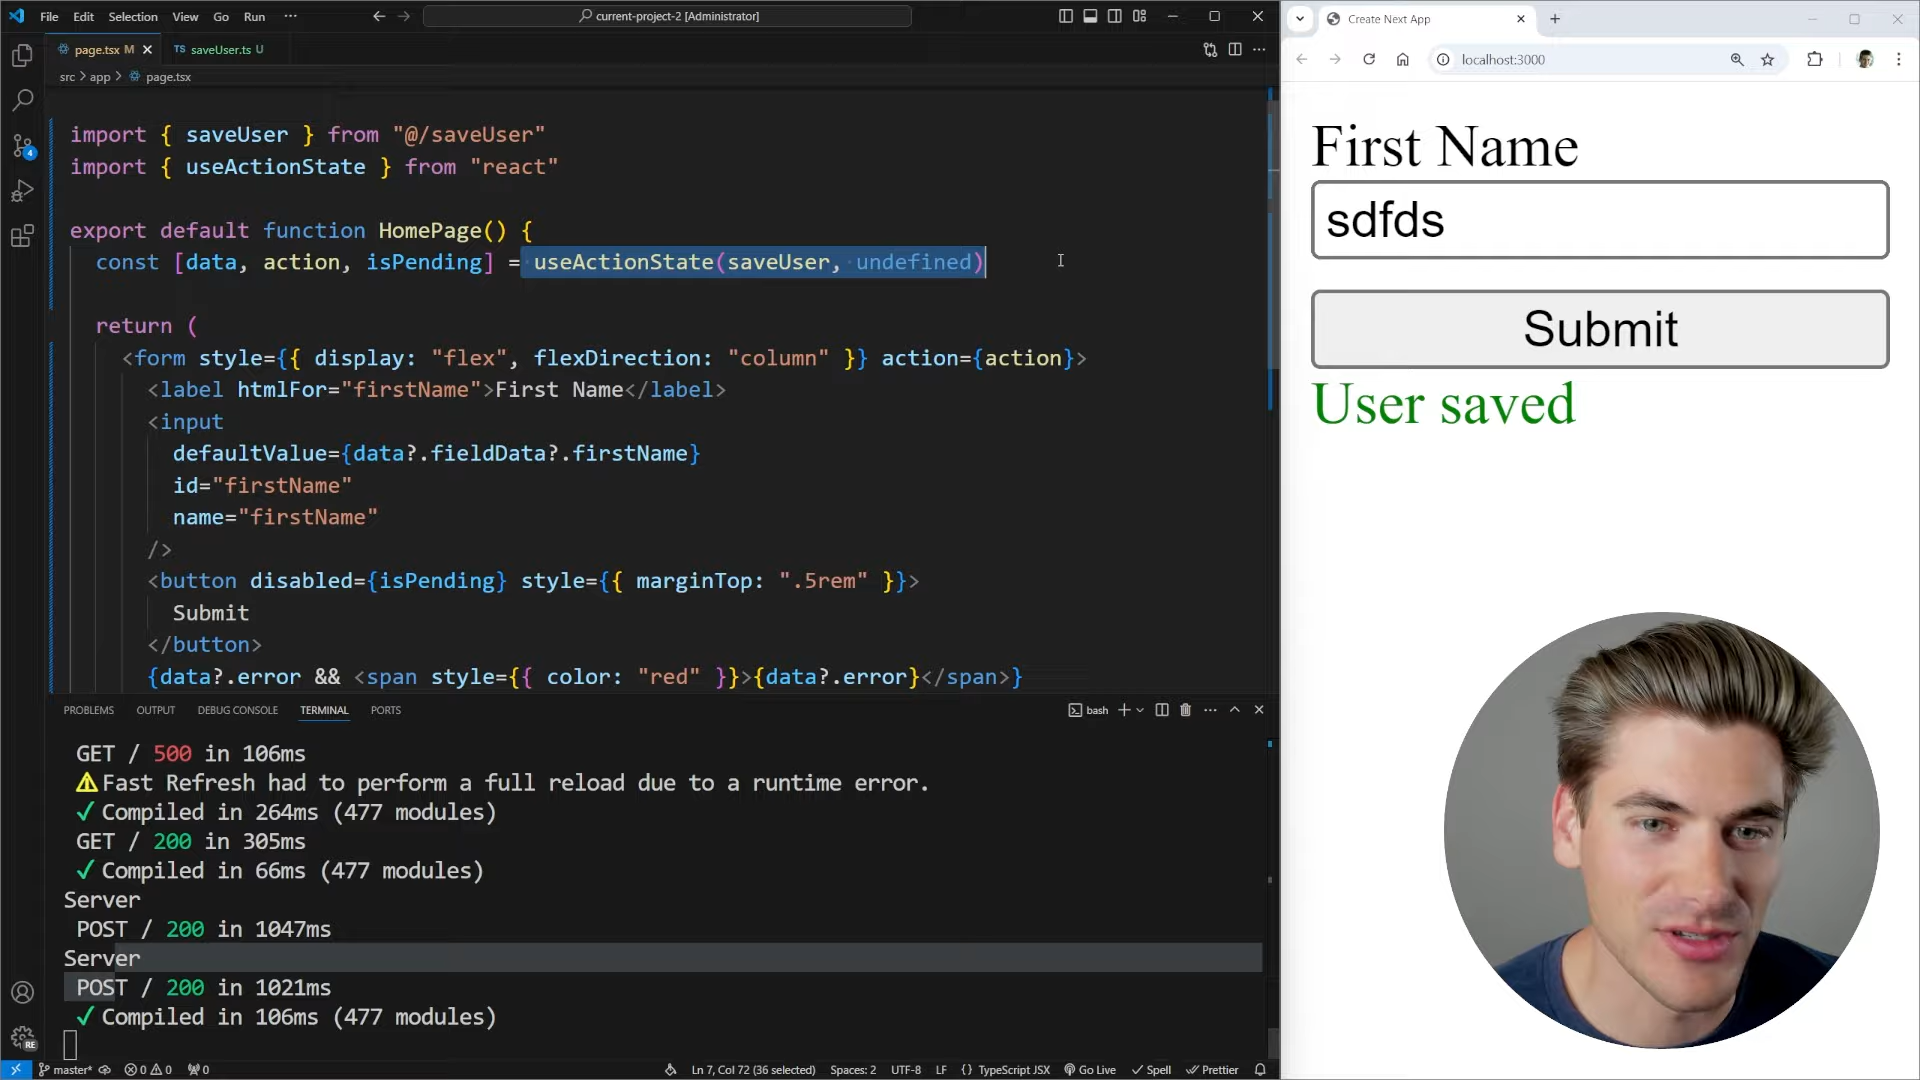 File Edit Selection View Go Run ···
current-project-2 [Administrator]
page.tsx M
TS saveUser.ts U
src > app > page.tsx
import { saveUser } from "@/saveUser"
import { useActionState } from "react"
export default function HomePage() {
const [data, action, isPending] = useActionState(saveUser, undefined)
return (
<form style={{ display: "flex", flexDirection: "column" }} action={action}>
<label htmlFor="firstName">First Name</label>
<input
defaultValue={data?.fieldData?.firstName}
id="firstName"
name="firstName"
/>
<button disabled={isPending} style={{ marginTop: ".5rem" }}>
Submit
</button>
{data?.error && <span style={{ color: "red" }}>{data?.error}</span>}
PROBLEMS OUTPUT DEBUG CONSOLE TERMINAL PORTS
bash
GET / 500 in 106ms
⚠ Fast Refresh had to perform a full reload due to a runtime error.
✓ Compiled in 264ms (477 modules)
GET / 200 in 305ms
✓ Compiled in 66ms (477 modules)
Server
POST / 200 in 1047ms
Server
POST / 200 in 1021ms
✓ Compiled in 106ms (477 modules)
4
RE
master* 0 0 0
Ln 7, Col 72 (36 selected) Spaces: 2 UTF-8 LF {} TypeScript JSX Go Live Spell Prettier
Create Next App
localhost:3000
First Name
sdfds
Submit
User saved